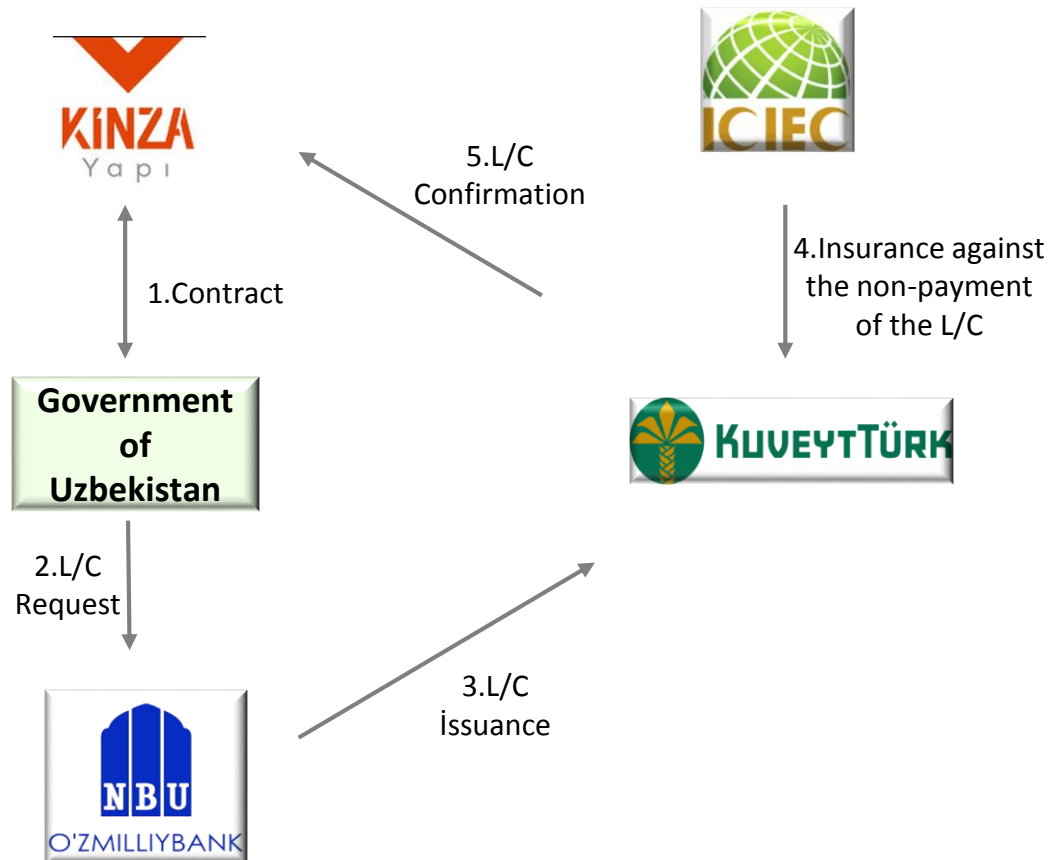 KiNZA
Yapı
ICIEC
5.L/C
Confirmation
4.Insurance against
the non-payment
of the L/C
1.Contract
Government
of
Uzbekistan
KUVEYTTÜRK
2.L/C
Request
3.L/C
İssuance
NBU
O'ZMILLIYBANK